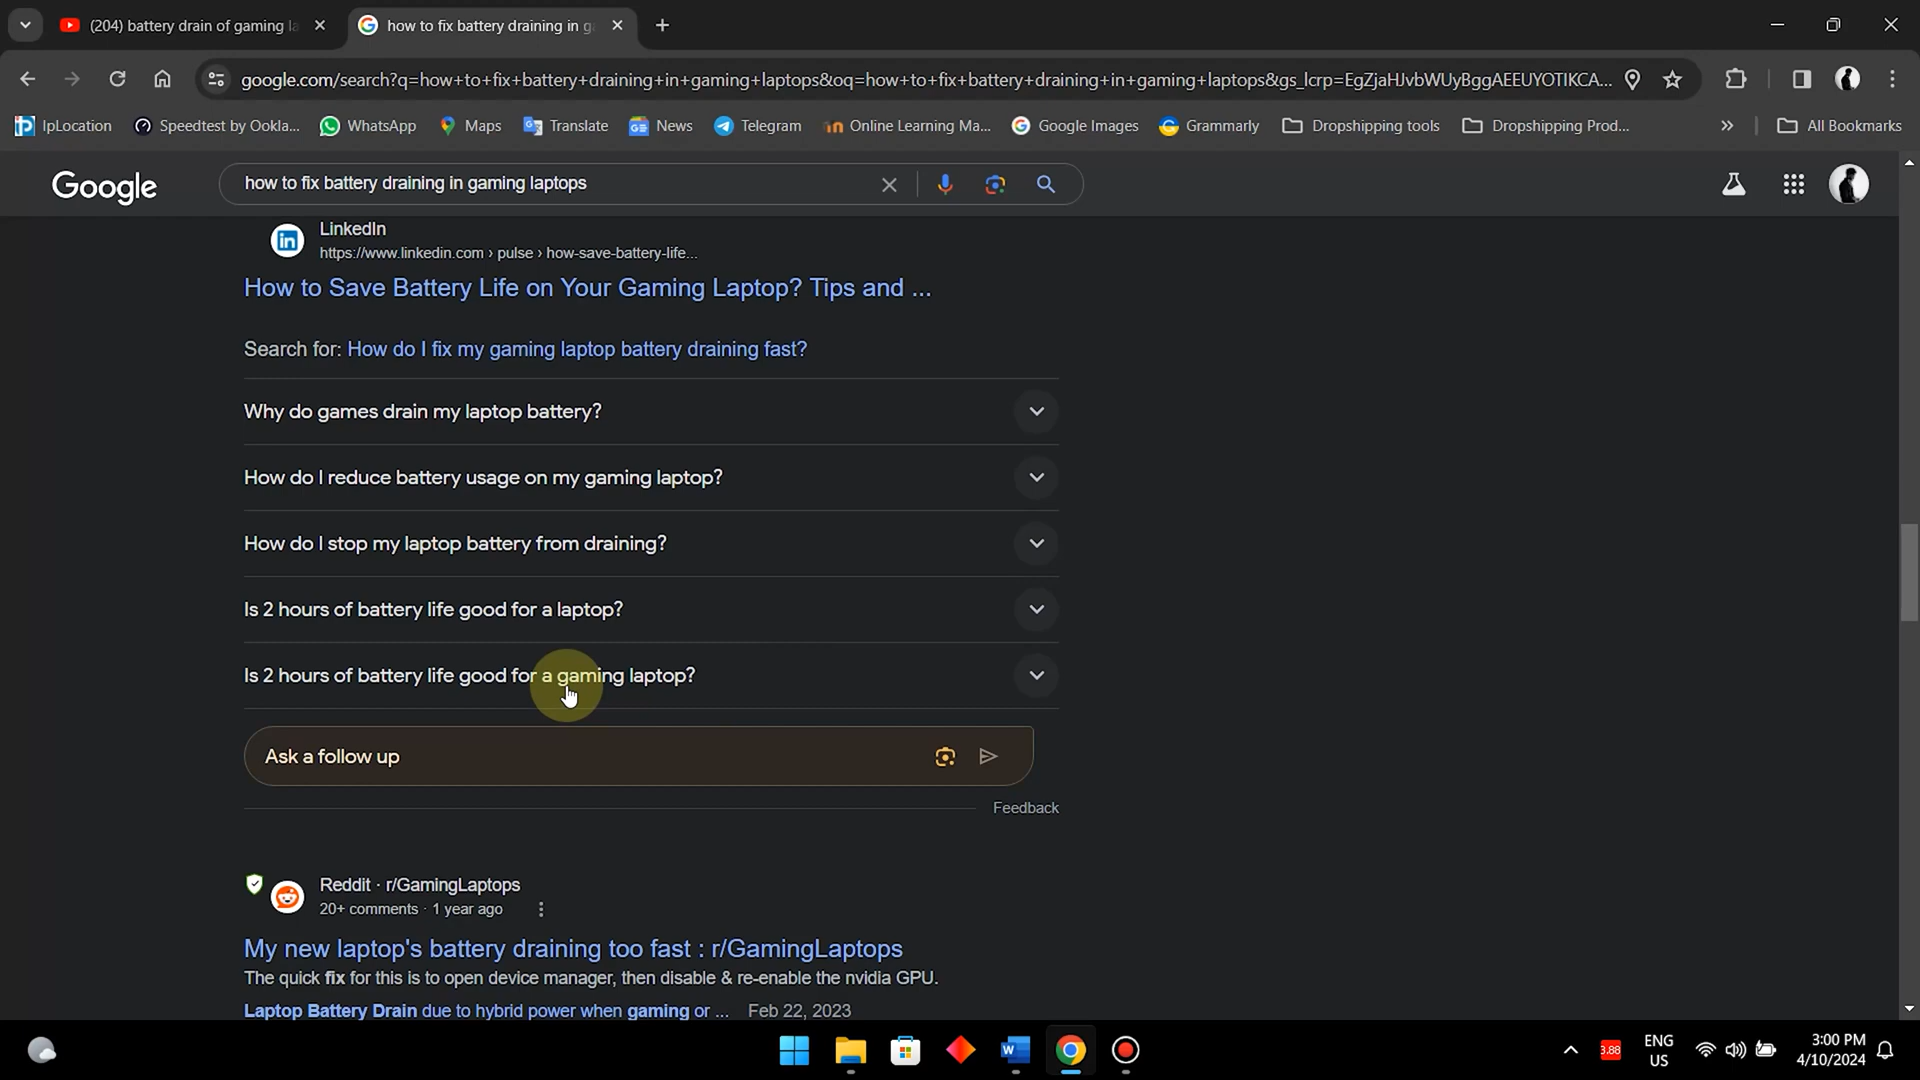 (204) battery drain of gaming la
how to fix battery draining in g
google.com/search?q=how+to+fix+battery+draining+in+gaming+laptops&oq=how+to+fix+battery+draining+in+gaming+laptops&gs_lcrp=EgZjaHJvbWUyBggAEEUYOTIKCA...
IpLocation
Speedtest by Ookla...
WhatsApp
Maps
Translate
News
Telegram
Online Learning Ma...
Google Images
Grammarly
Dropshipping tools
Dropshipping Prod...
All Bookmarks
Google
how to fix battery draining in gaming laptops
LinkedIn
https://www.linkedin.com › pulse › how-save-battery-life...
How to Save Battery Life on Your Gaming Laptop? Tips and ...
Search for: How do I fix my gaming laptop battery draining fast?
Why do games drain my laptop battery?
How do I reduce battery usage on my gaming laptop?
How do I stop my laptop battery from draining?
Is 2 hours of battery life good for a laptop?
Is 2 hours of battery life good for a gaming laptop?
Ask a follow up
Feedback
Reddit · r/GamingLaptops
20+ comments · 1 year ago
My new laptop's battery draining too fast : r/GamingLaptops
The quick fix for this is to open device manager, then disable & re-enable the nvidia GPU.
Laptop Battery Drain due to hybrid power when gaming or ... Feb 22, 2023
3.88
ENG
US
3:00 PM
4/10/2024